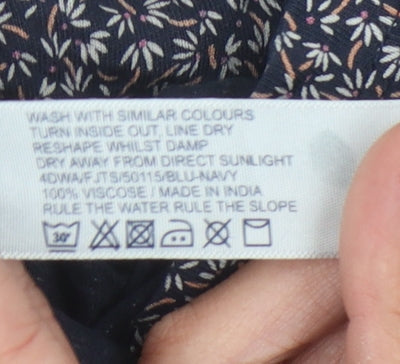 WASH WITH SIMILAR COLOURS
TURN INSIDE OUT, LINE DRY
RESHAPE WHILST DAMP
DRY AWAY FROM DIRECT SUNLIGHT
4DWA/FJTS/50115/BLU-NAVY
100% VISCOSE / MADE IN INDIA
RULE THE WATER RULE THE SLOPE
30°